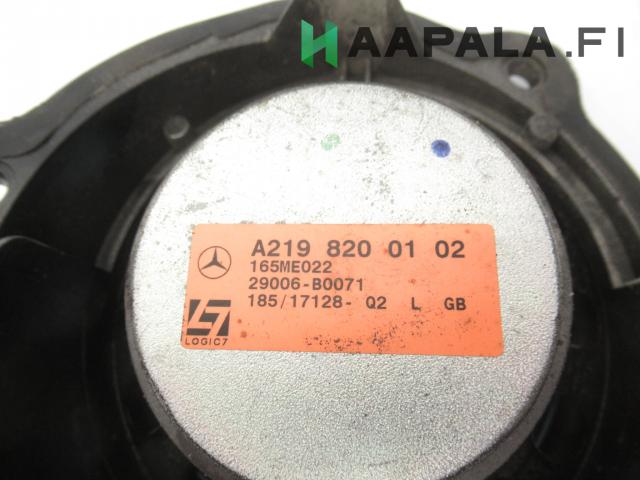 HAAPALA.FI
A219 820 01 02
165ME022
29006-B0071
185/17128- Q2 L GB
LOGIC7